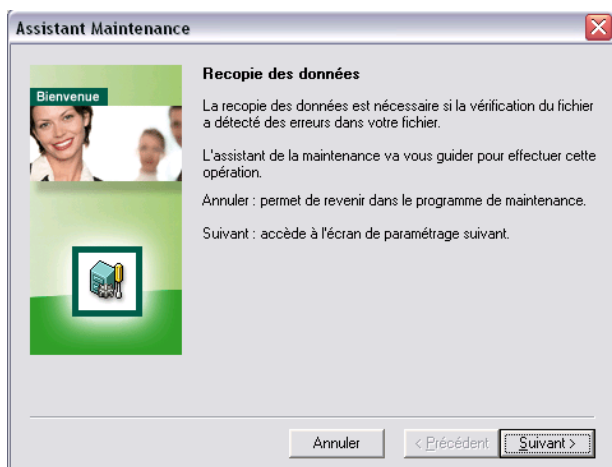 Assistant Maintenance
Bienvenue
Recopie des données
La recopie des données est nécessaire si la vérification du fichier
a détecté des erreurs dans votre fichier.
L'assistant de la maintenance va vous guider pour effectuer cette
opération.
Annuler : permet de revenir dans le programme de maintenance.
Suivant : accède à l'écran de paramétrage suivant.
Annuler
< Précédent
Suivant >